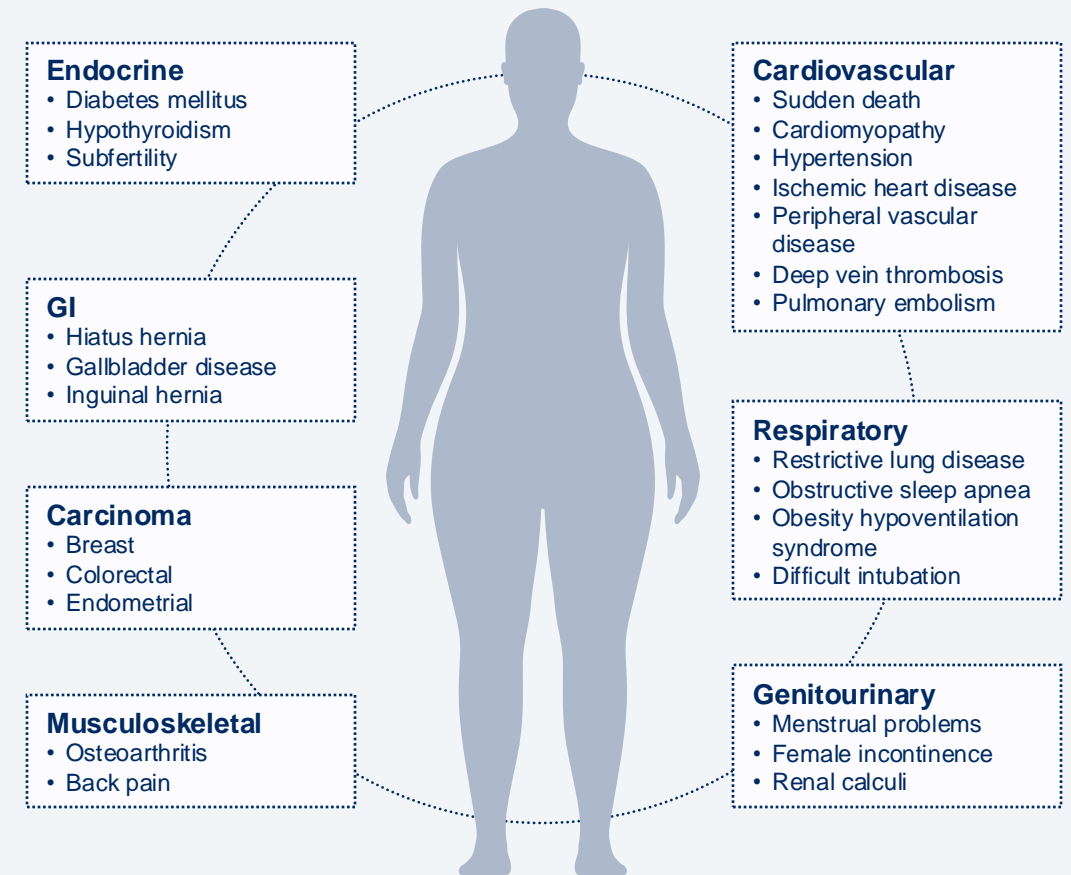 Endocrine
• Diabetes mellitus
• Hypothyroidism
• Subfertility
GI
• Hiatus hernia
• Gallbladder disease
• Inguinal hernia
Carcinoma
• Breast
• Colorectal
• Endometrial
Musculoskeletal
• Osteoarthritis
• Back pain
Cardiovascular
• Sudden death
• Cardiomyopathy
• Hypertension
• Ischemic heart disease
• Peripheral vascular
disease
• Deep vein thrombosis
• Pulmonary embolism
Respiratory
• Restrictive lung disease
• Obstructive sleep apnea
• Obesity hypoventilation
syndrome
• Difficult intubation
Genitourinary
• Menstrual problems
• Female incontinence
• Renal calculi